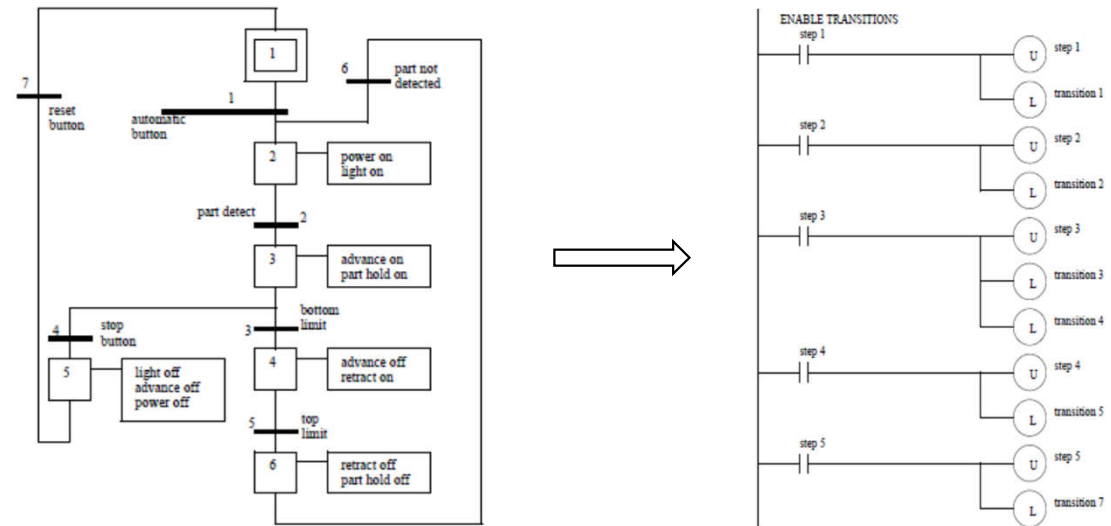 1
6
part not
detected
7
reset
button
1
automatic
button
2
power on
light on
part detect
2
3
advance on
part hold on
4
stop
button
3
bottom
limit
5
light off
advance off
power off
4
advance off
retract on
5
top
limit
6
retract off
part hold off
ENABLE TRANSITIONS
step 1
U
step 1
L
transition 1
step 2
U
step 2
L
transition 2
step 3
U
step 3
L
transition 3
L
transition 4
step 4
U
step 4
L
transition 5
step 5
U
step 5
L
transition 7